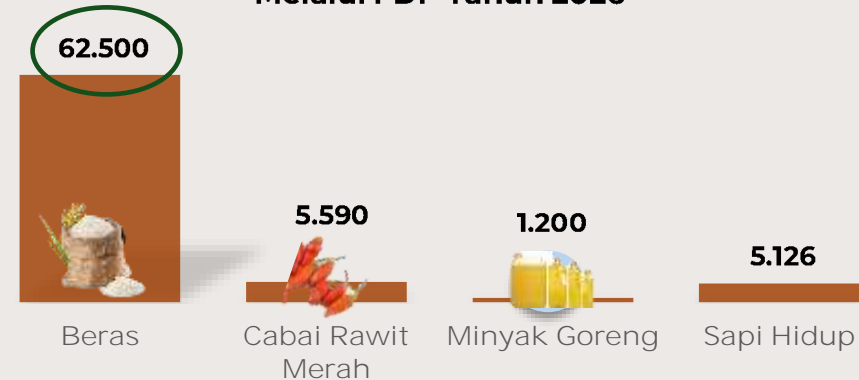 62.500
5.590
1.200
5.126
Beras
Cabai Rawit
Merah
Minyak Goreng
Sapi Hidup